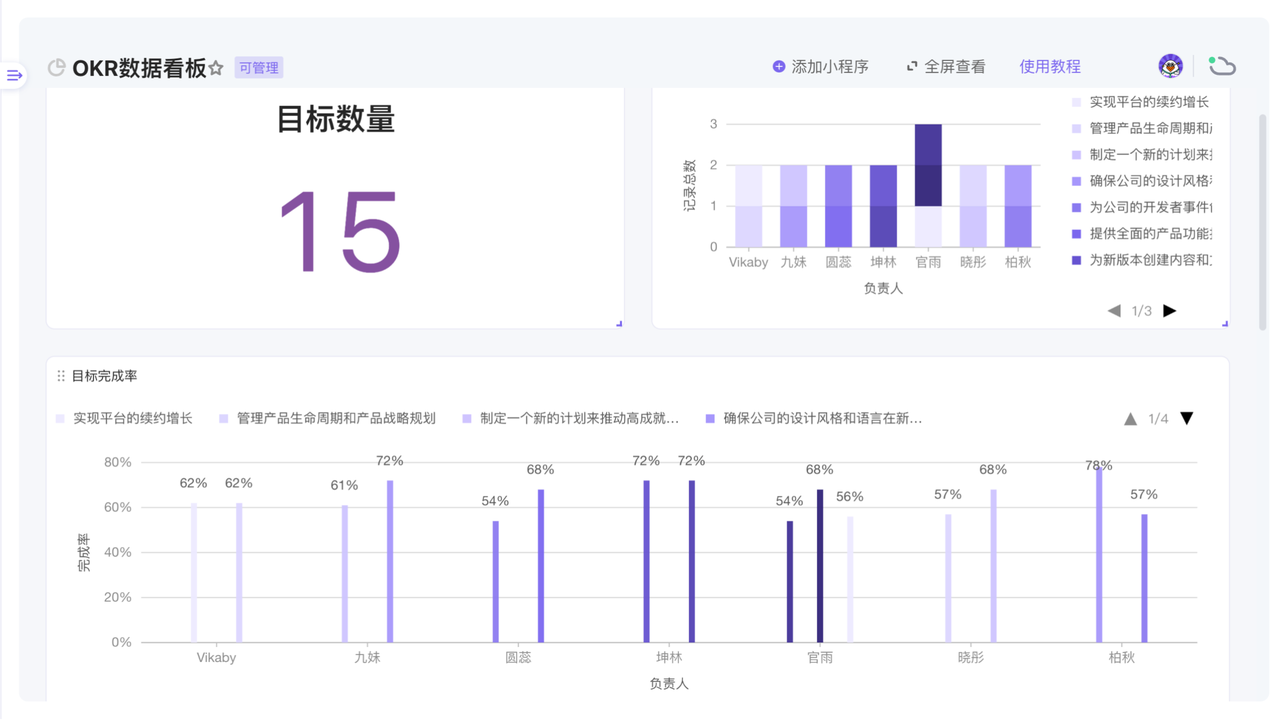 OKR数据看板
可管理
添加小程序
全屏查看
使用教程
目标数量
15
记录总数
3
2
1
0
Vikaby 九妹 圆蕊 坤林 官雨 晓彤 柏秋
负责人
实现平台的续约增长
管理产品生命周期和
制定一个新的计划来
确保公司的设计风格
为公司的开发者事件
提供全面的产品功能
为新版本创建内容和
1/3
目标完成率
实现平台的续约增长 管理产品生命周期和产品战略规划 制定一个新的计划来推动高成就... 确保公司的设计风格和语言在新...
1/4
完成率
80%
60%
40%
20%
0%
62% 62% 61% 72% 54% 68% 72% 72% 54% 68% 56% 57% 68% 78% 57%
Vikaby 九妹 圆蕊 坤林 官雨 晓彤 柏秋
负责人